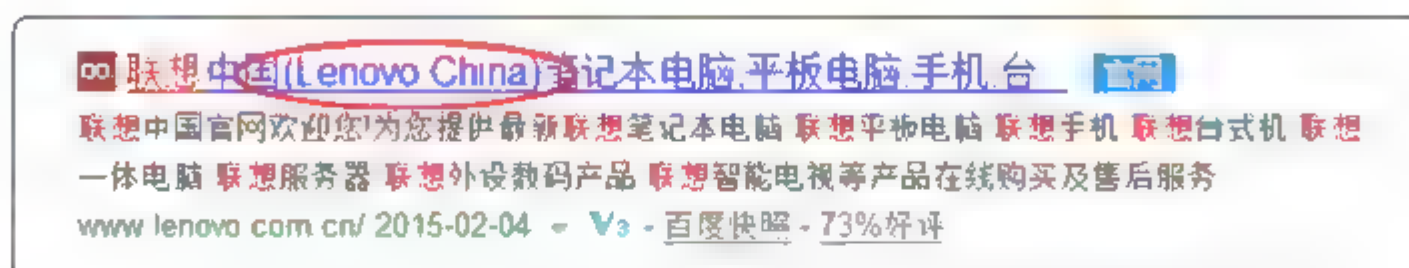 联想中国(Lenovo China)笔记本电脑,平板电脑,手机,台 官网
联想中国官网欢迎您!为您提供最新联想笔记本电脑 联想平板电脑 联想手机 联想台式机 联想
一体电脑 联想服务器 联想外设数码产品 联想智能电视等产品在线购买及售后服务
www.lenovo.com.cn/ 2015-02-04 - V3 - 百度快照 - 73%好评